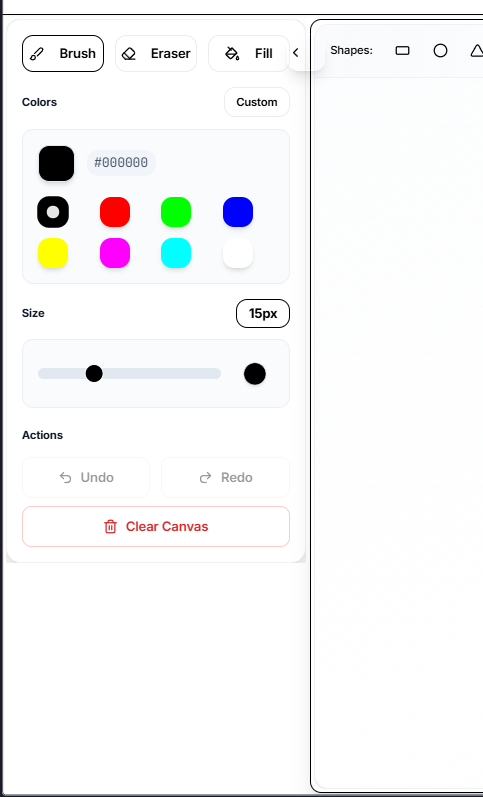 Brush Eraser Fill Shapes:
Colors Custom
#000000
Size 15px
Actions
Undo Redo
Clear Canvas